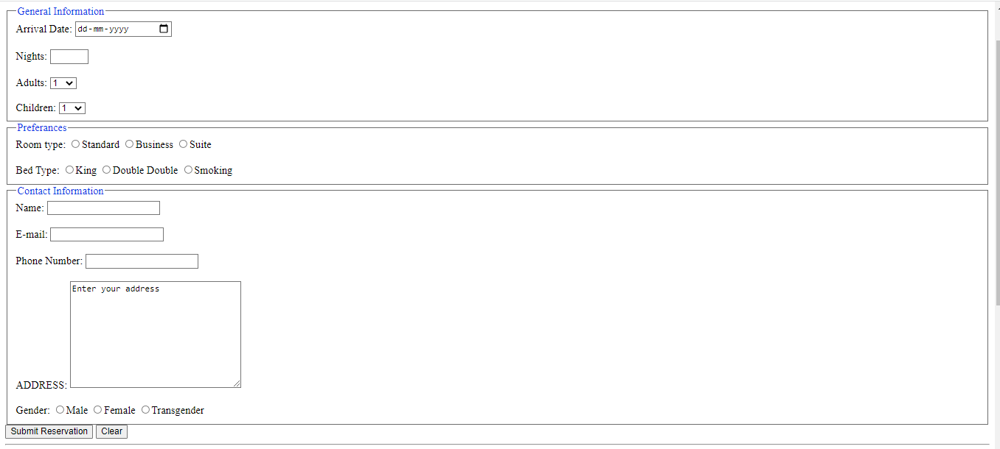 General Information
Arrival Date: dd-mm-yyyy
Nights:
Adults: 1
Children: 1
Preferances
Room type: Standard Business Suite
Bed Type: King Double Double Smoking
Contact Information
Name:
E-mail:
Phone Number:
Enter your address
ADDRESS:
Gender: Male Female Transgender
Submit Reservation Clear